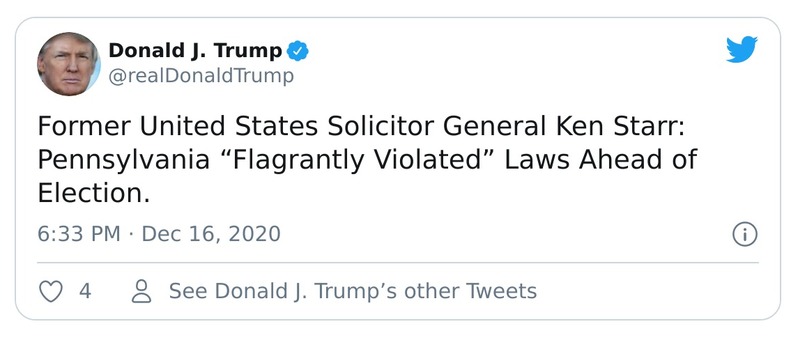 Donald J. Trump
@realDonaldTrump
Former United States Solicitor General Ken Starr:
Pennsylvania “Flagrantly Violated” Laws Ahead of
Election.
6:33 PM · Dec 16, 2020
4 See Donald J. Trump’s other Tweets